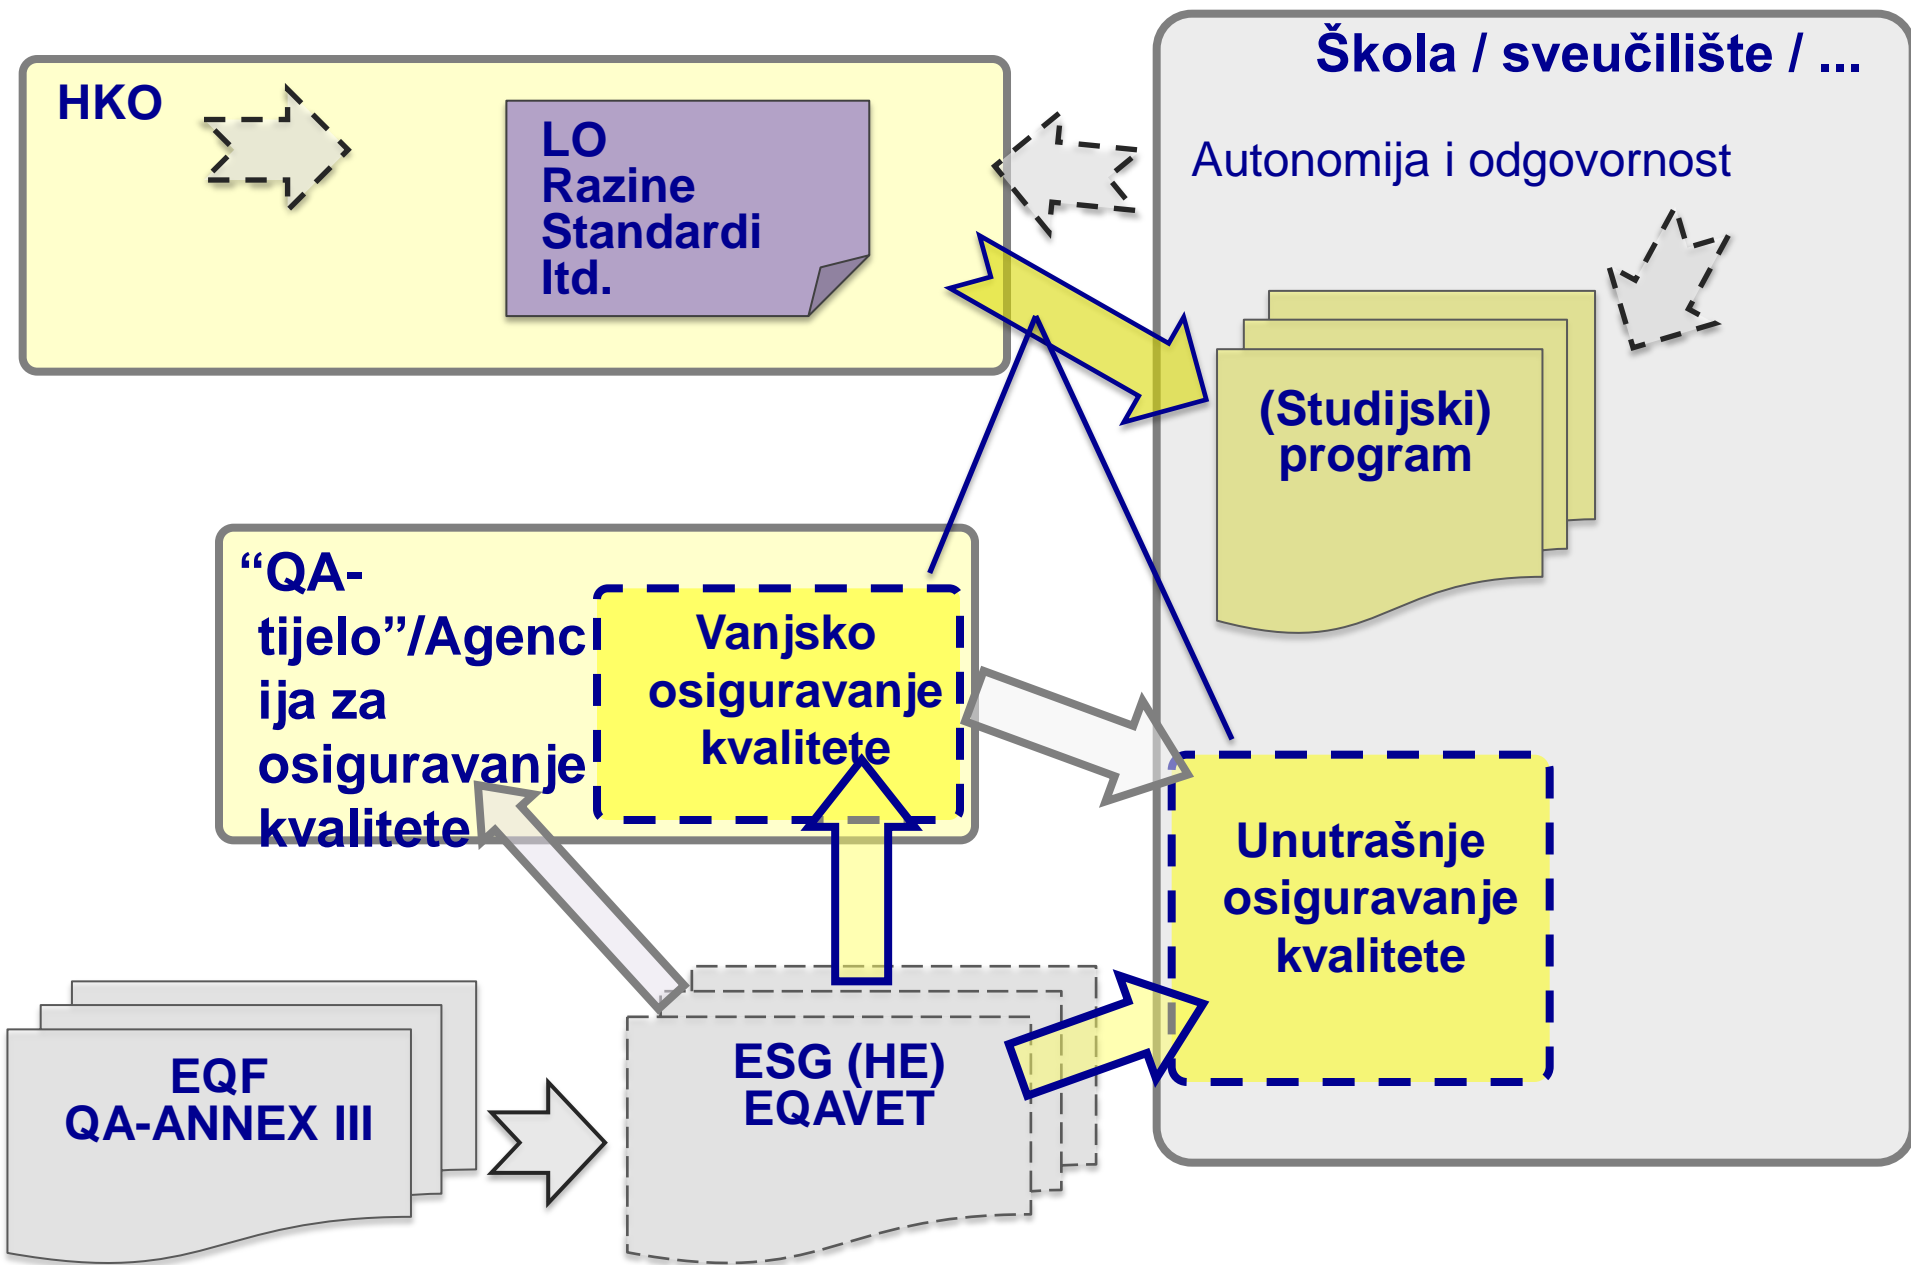 HKO
LO
Razine
Standardi
Itd.
Škola / sveučilište / ...
Autonomija i odgovornost
(Studijski)
program
“QA-
tijelo”/Agenc
ija za
osiguravanje
kvalitete
Vanjsko
osiguravanje
kvalitete
Unutrašnje
osiguravanje
kvalitete
EQF
QA-ANNEX III
ESG (HE)
EQAVET